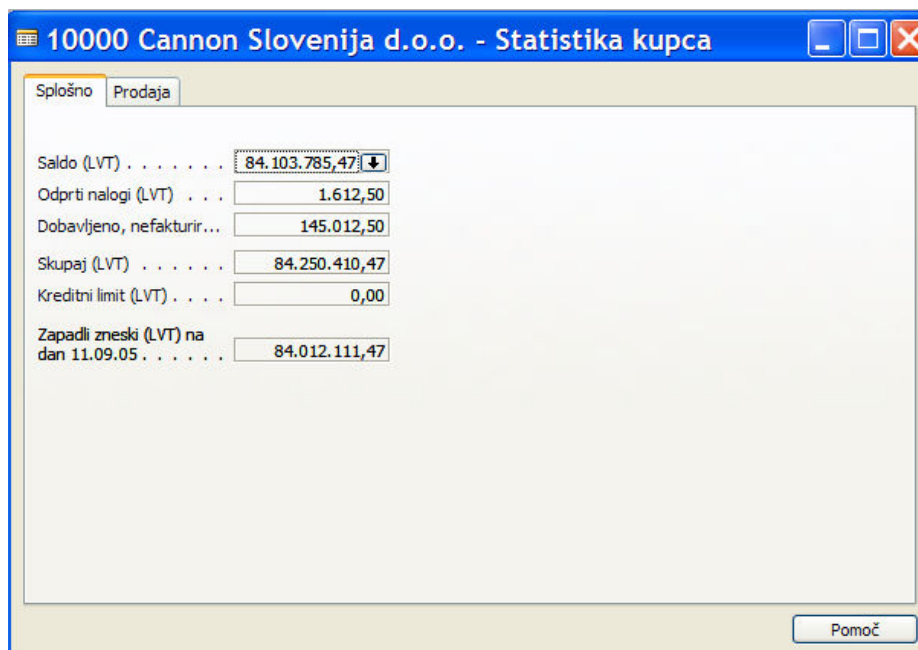 10000 Cannon Slovenija d.o.o. - Statistika kupca
Splošno Prodaja
Saldo (LVT) . . . . . . . 84.103.785,47
Odprti nalogi (LVT) . . . 1.612,50
Dobavljeno, nefakturir... 145.012,50
Skupaj (LVT) . . . . . . 84.250.410,47
Kreditni limit (LVT) . . . . 0,00
Zapadli zneski (LVT) na
dan 11.09.05 . . . . . . 84.012.111,47
Pomoč